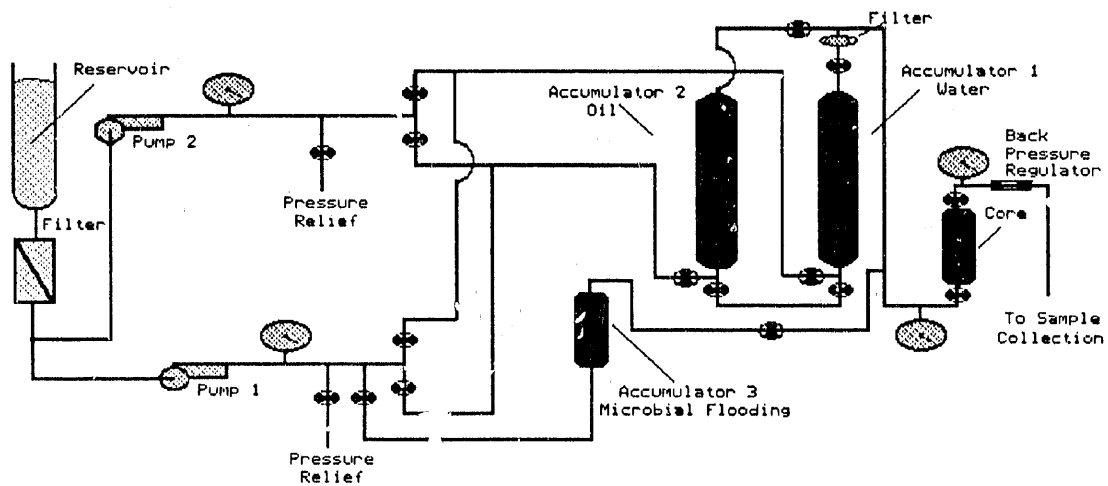 Filter
Reservoir
Accumulator 2
Oil
Accumulator 1
Water
Pump 2
Back
Pressure
Regulator
Pressure
Relief
Filter
Core
To Sample
Collection
Pump 1
Accumulator 3
Microbial Flooding
Pressure
Relief